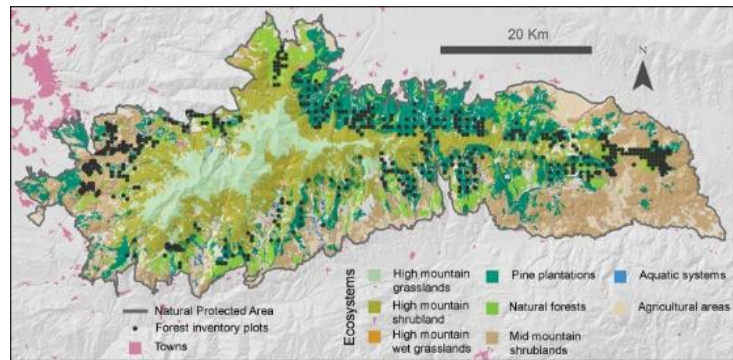 20 Km
N
Ecosystems
High mountain
grasslands
High mountain
shrubland
High mountain
wet grasslands
Pine plantations
Natural forests
Mid mountain
shrublands
Aquatic systems
Agricultural areas
Natural Protected Area
Forest inventory plots
Towns